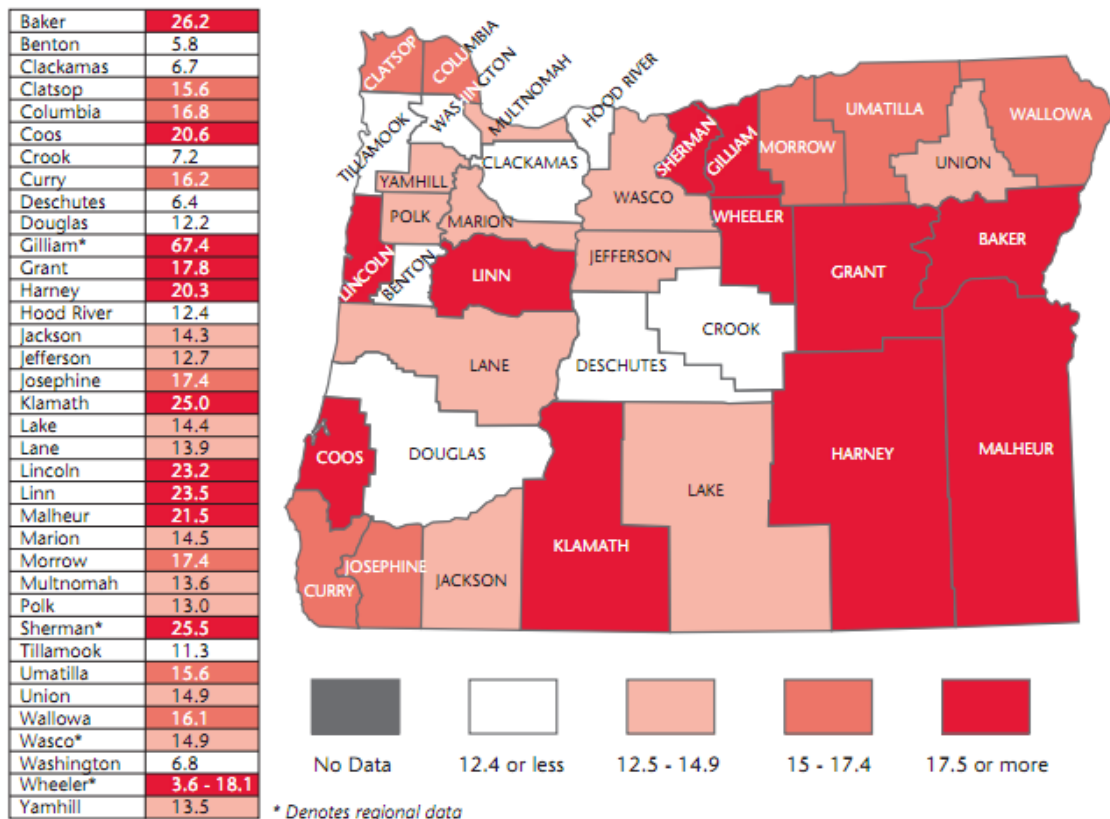 Baker 26.2
Benton 5.8
Clackamas 6.7
Clatsop 15.6
Columbia 16.8
Coos 20.6
Crook 7.2
Curry 16.2
Deschutes 6.4
Douglas 12.2
Gilliam* 67.4
Grant 17.8
Harney 20.3
Hood River 12.4
Jackson 14.3
Jefferson 12.7
Josephine 17.4
Klamath 25.0
Lake 14.4
Lane 13.9
Lincoln 23.2
Linn 23.5
Malheur 21.5
Marion 14.5
Morrow 17.4
Multnomah 13.6
Polk 13.0
Sherman* 25.5
Tillamook 11.3
Umatilla 15.6
Union 14.9
Wallowa 16.1
Wasco* 14.9
Washington 6.8
Wheeler* 3.6 - 18.1
Yamhill 13.5
CLATSOP
COLUMBIA
WASHINGTON
TILLAMOOK
MULTNOMAH
HOOD RIVER
CLACKAMAS
YAMHILL
POLK
MARION
WASCO
SHERMAN
GILLIAM
MORROW
UMATILLA
UNION
WALLOWA
LINCOLN
BENTON
LINN
JEFFERSON
WHEELER
GRANT
BAKER
LANE
DESCHUTES
CROOK
COOS
DOUGLAS
KLAMATH
LAKE
HARNEY
MALHEUR
CURRY
JOSEPHINE
JACKSON
No Data
12.4 or less
12.5 - 14.9
15 - 17.4
17.5 or more
* Denotes regional data